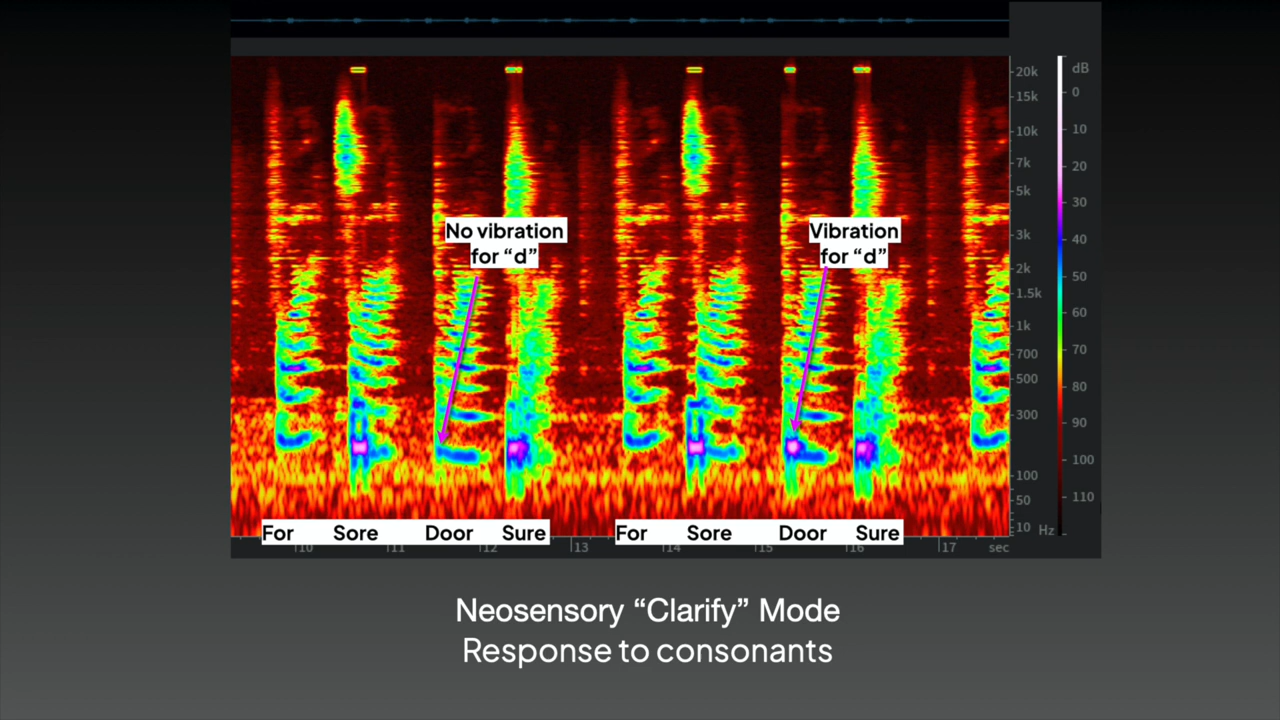 20k
dB
15k
0
10k
10
7k
20
5k
30
No vibration
for “d”
Vibration
for “d”
3k
40
2k
50
1.5k
60
1k
70
700
500
80
300
90
100
100
50
110
10
Hz
For Sore Door Sure For Sore Door Sure
10 11 12 13 14 15 16 17 sec
Neosensory “Clarify” Mode
Response to consonants